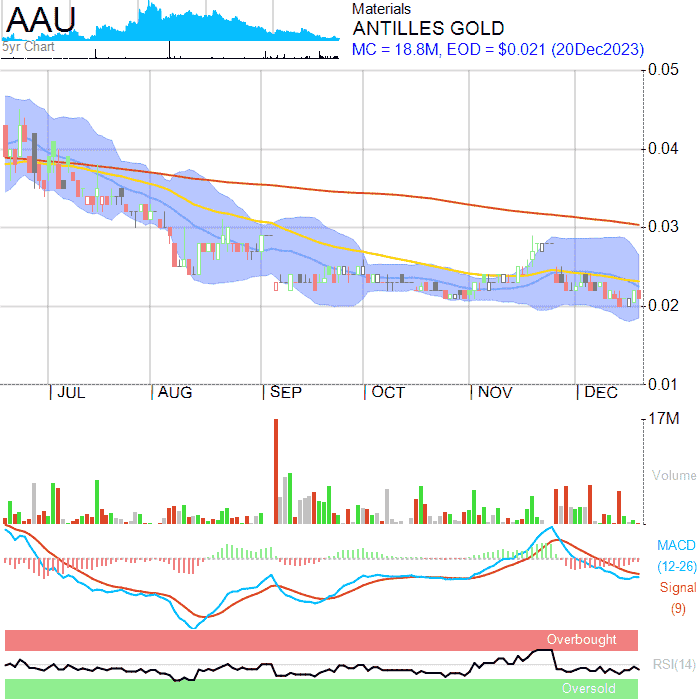 AAU
5yr Chart
Materials
ANTILLES GOLD
MC = 18.8M, EOD = $0.021 (20Dec2023)
0.05
0.04
0.03
0.02
0.01
JUL AUG SEP OCT NOV DEC
17M
Volume
MACD
(12-26)
Signal
(9)
Overbought
RSI(14)
Oversold